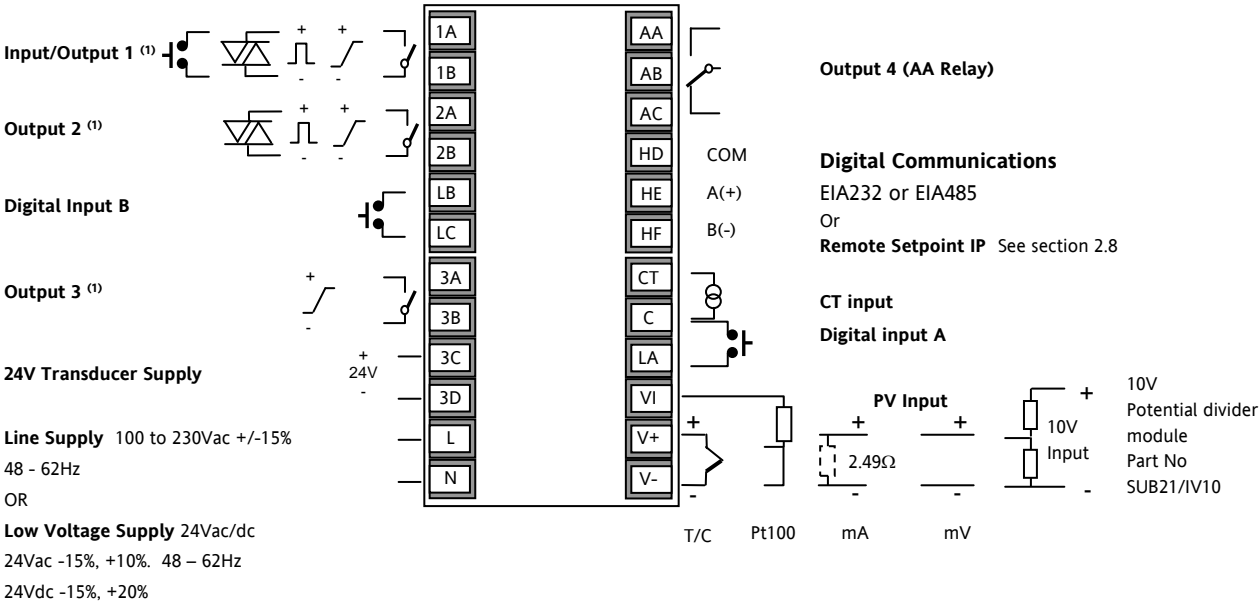 Input/Output 1 (1)
+ +
- -
Output 2 (1)
+ +
- -
Digital Input B
Output 3 (1)
+
-
24V Transducer Supply
+
24V
-
Line Supply 100 to 230Vac +/-15%
48 - 62Hz
OR
Low Voltage Supply 24Vac/dc
24Vac -15%, +10%. 48 – 62Hz
24Vdc -15%, +20%
1A
1B
2A
2B
LB
LC
3A
3B
3C
3D
L
N
AA
AB
AC
HD
HE
HF
CT
C
LA
VI
V+
V-
Output 4 (AA Relay)
COM
A(+)
B(-)
Digital Communications
EIA232 or EIA485
Or
Remote Setpoint IP See section 2.8
CT input
Digital input A
PV Input
+ + + +
2.49Ω
10V
Input
- - - -
T/C Pt100 mA mV
10V
Potential divider
module
Part No
SUB21/IV10